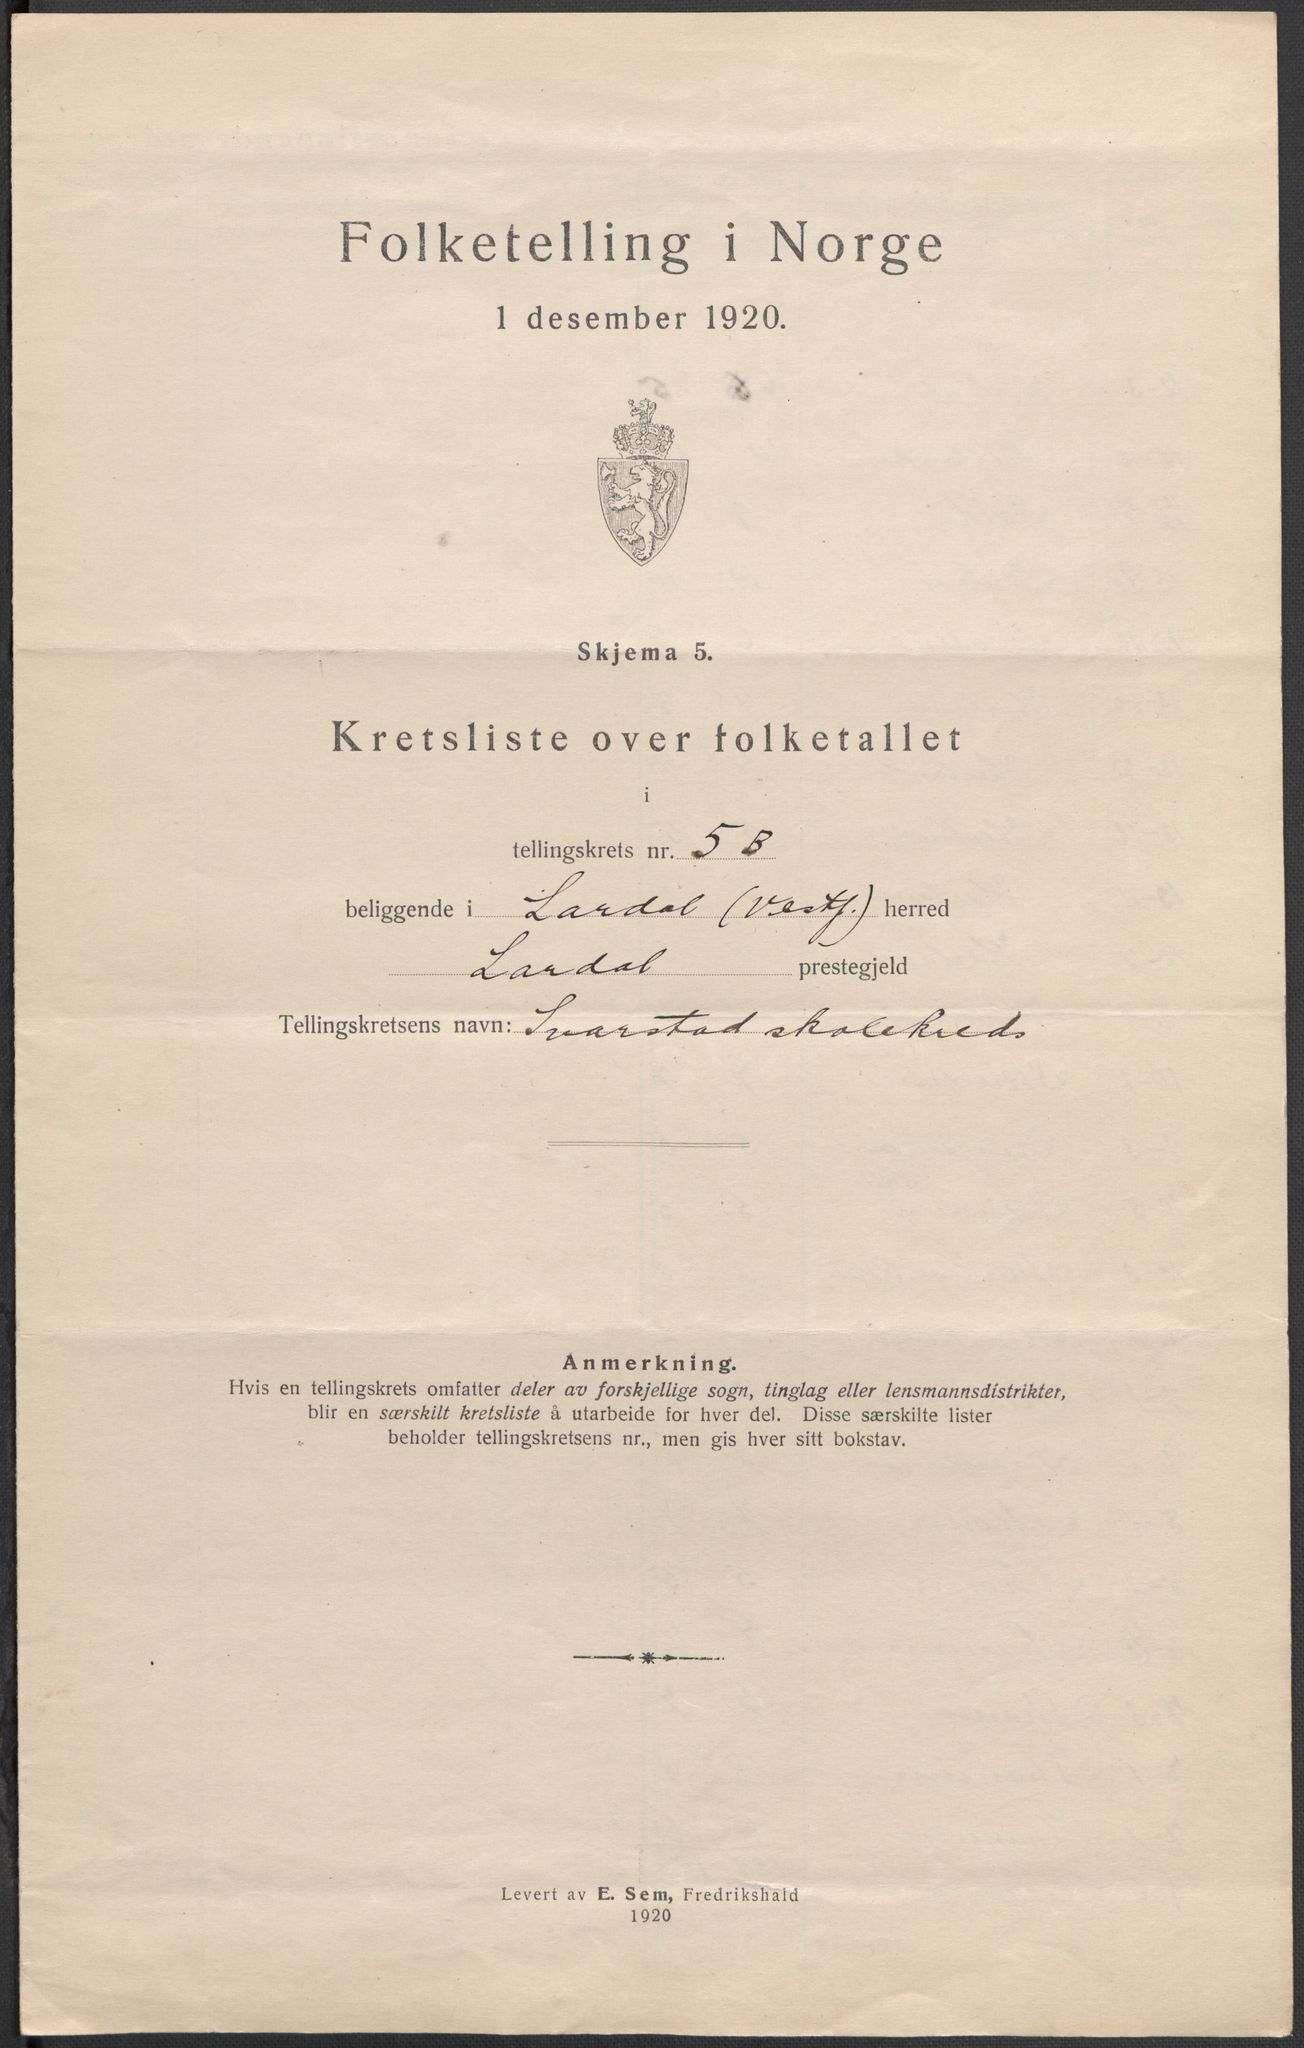 Folketelling i Norge
1 desember 1920.
Skjema 5.
Kretsliste over folketallet
i
tellingskrets nr. 5 B
beliggende i Lardal (Vestf.) herred
Lardal prestegjeld
Tellingskretsens navn: Svarstad skolekreds
Anmerkning.
Hvis en tellingskrets omfatter deler av forskjellige sogn, tinglag eller lensmannsdistrikter,
blir en særskilt kretsliste å utarbeide for hver del. Disse særskilte lister
beholder tellingskretsens nr., men gis hver sitt bokstav.
Levert av E. Sem, Fredrikshald
1920